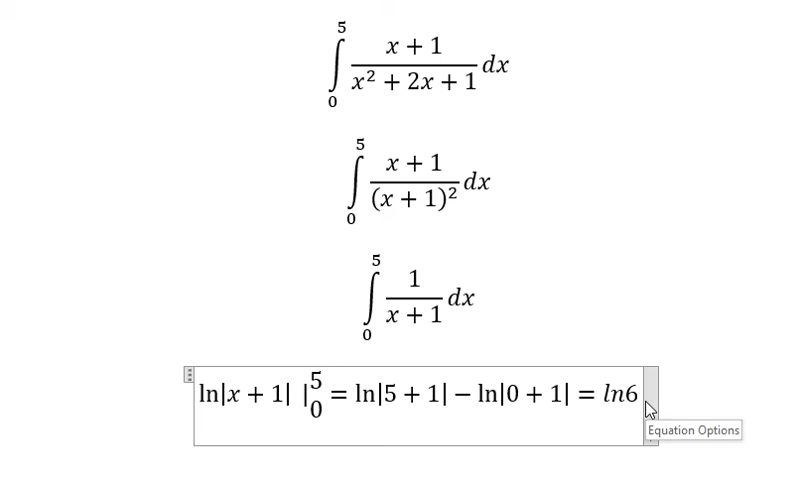 ∫₀⁵ (x + 1)/(x² + 2x + 1) dx
∫₀⁵ (x + 1)/(x + 1)² dx
∫₀⁵ 1/(x + 1) dx
ln|x + 1| |₀⁵ = ln|5 + 1| − ln|0 + 1| = ln6
Equation Options